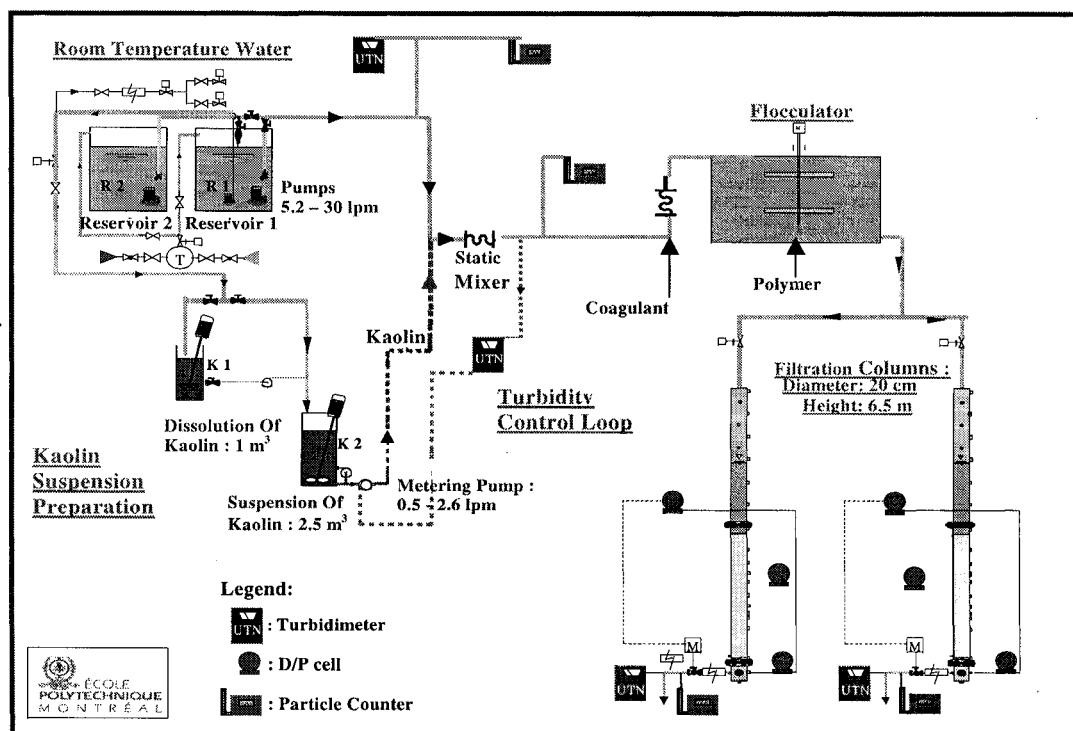 Room Temperature Water
UTN
R 2
R 1
Reservoir 2
Reservoir 1
Pumps
5.2 – 30 lpm
T
Flocculator
M
Static
Mixer
Coagulant
Polymer
Kaolin
UTN
K 1
Dissolution Of
Kaolin : 1 m³
K 2
Suspension Of
Kaolin : 2.5 m³
Kaolin
Suspension
Preparation
Turbidity
Control Loop
Metering Pump :
0.5 - 2.6 lpm
Filtration Columns :
Diameter: 20 cm
Height: 6.5 m
M
M
UTN
UTN
Legend:
UTN : Turbidimeter
: D/P cell
: Particle Counter
ÉCOLE
POLYTECHNIQUE
MONTRÉAL